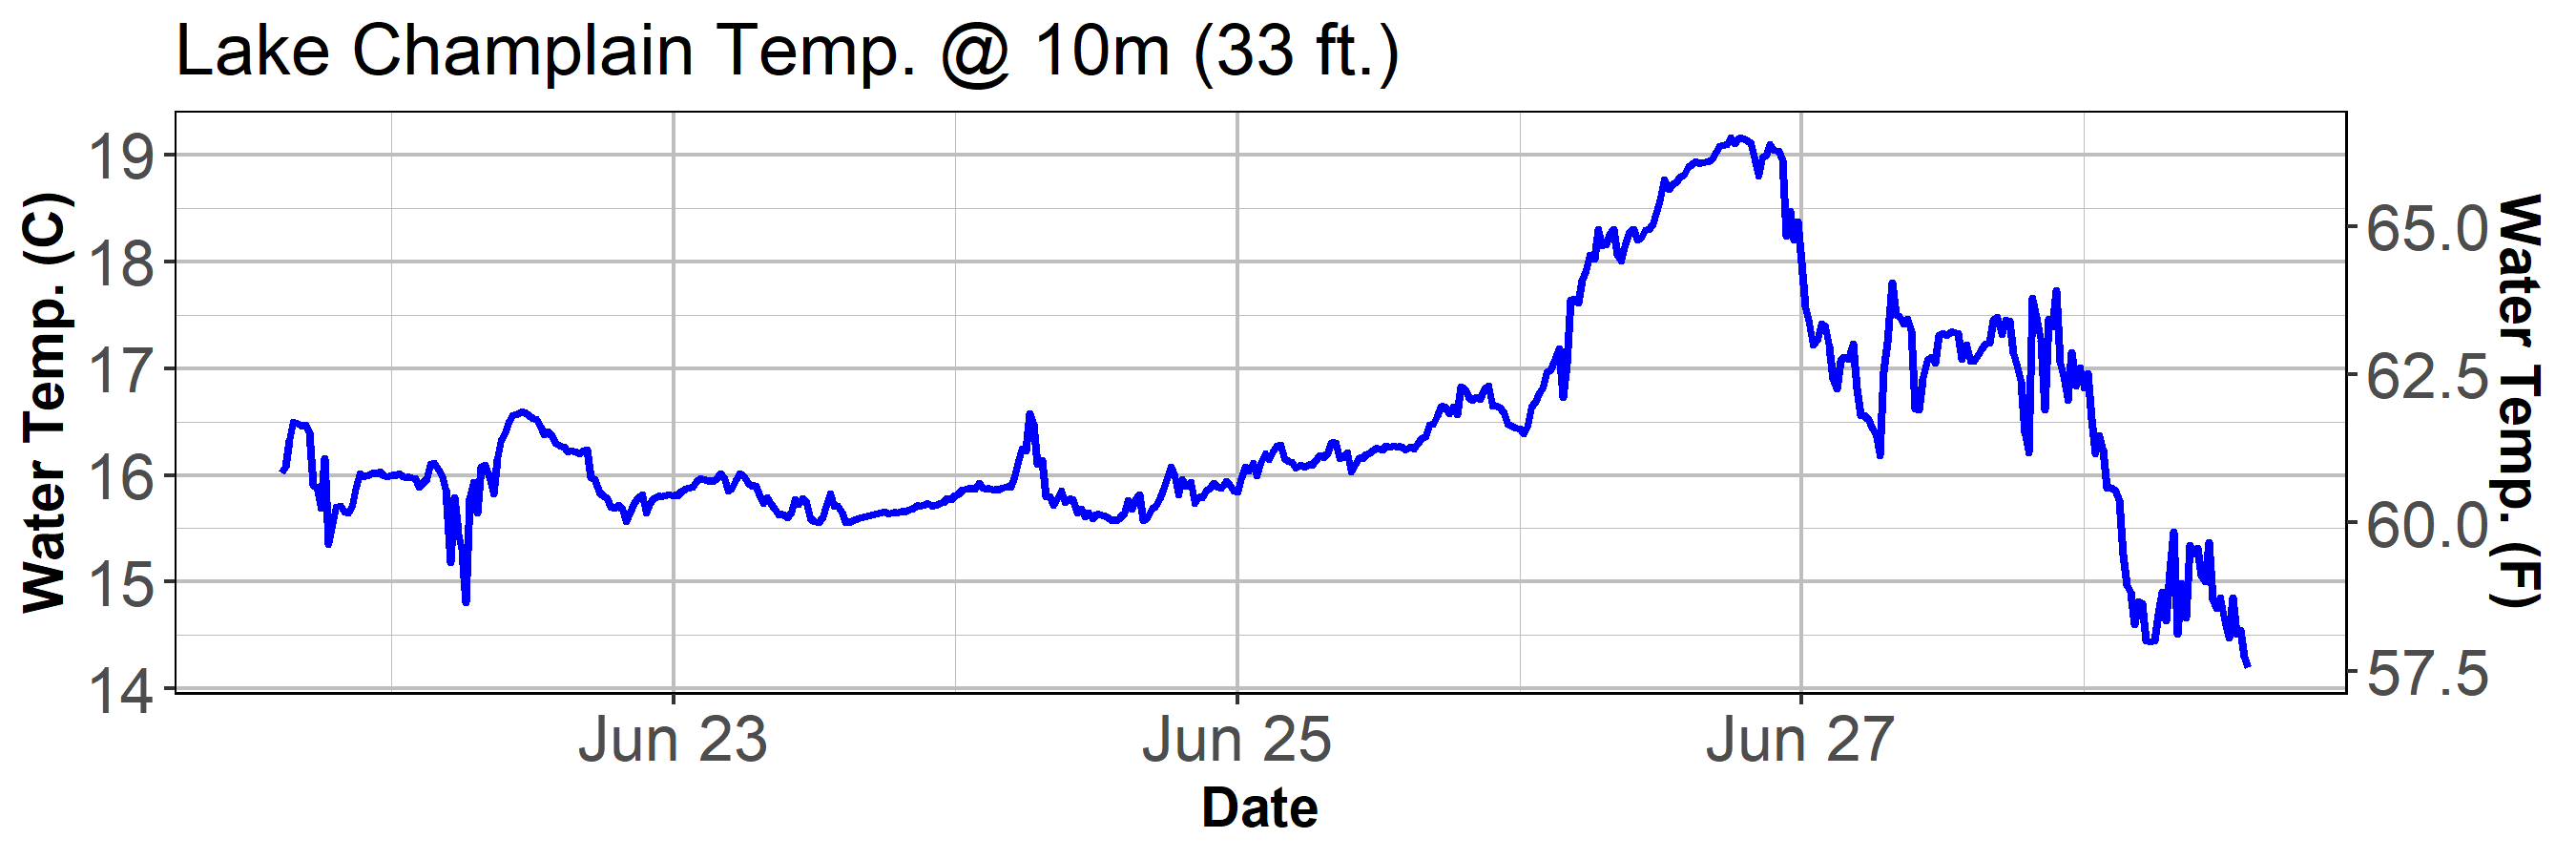 Lake Champlain Temp. @ 10m (33 ft.)
Water Temp. (C)
19
18
17
16
15
14
65.0
62.5
60.0
57.5
Water Temp. (F)
Jun 23 Jun 25 Jun 27
Date